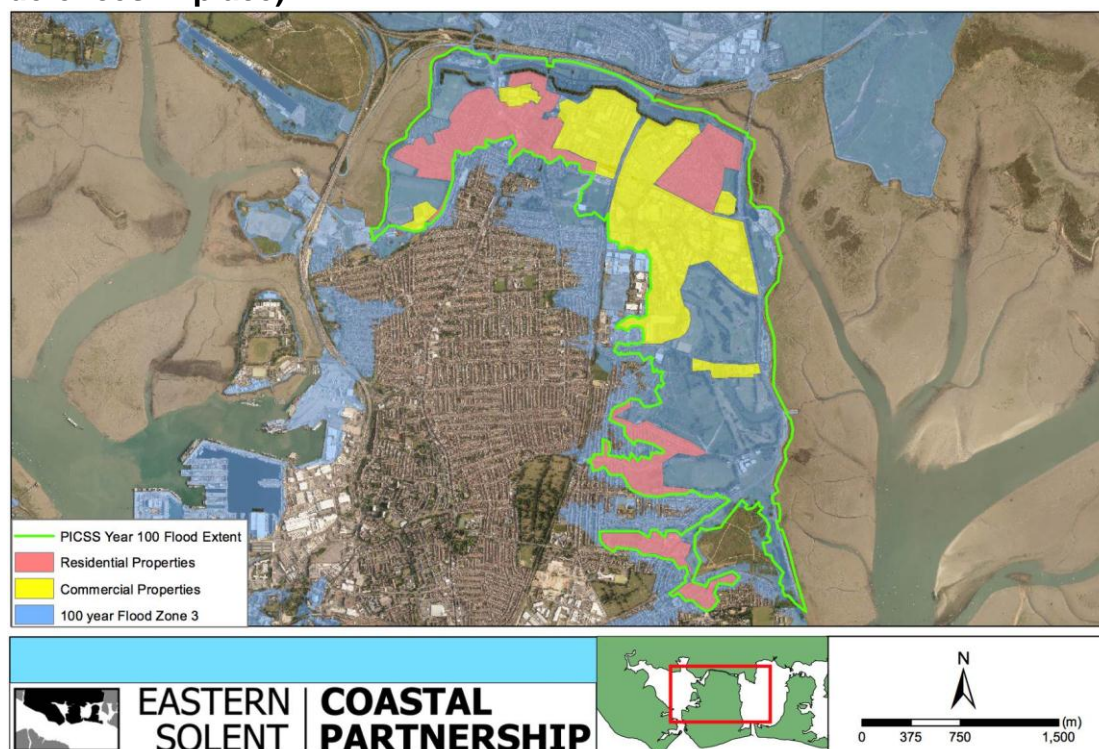 PICSS Year 100 Flood Extent
Residential Properties
Commercial Properties
100 year Flood Zone 3
EASTERN
SOLENT
COASTAL
PARTNERSHIP
N
(m)
0 375 750 1,500